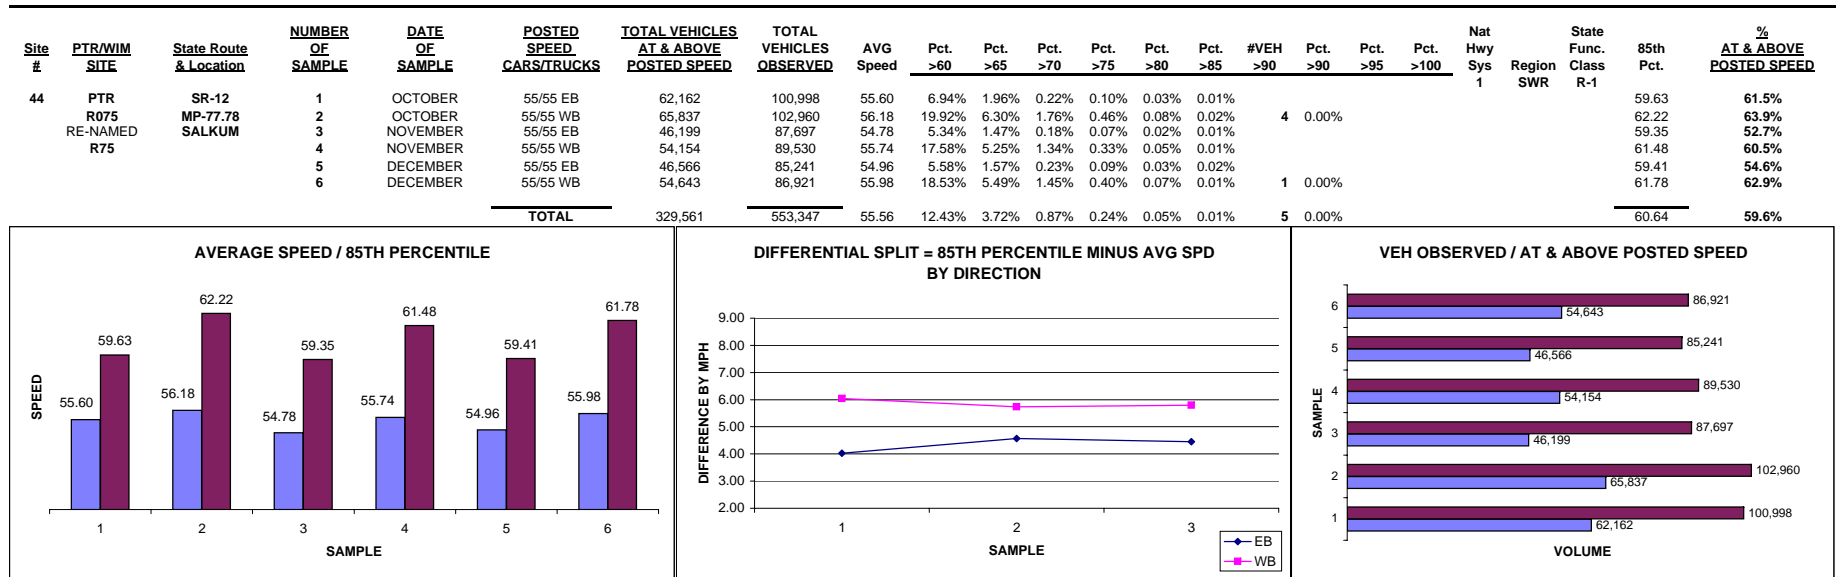 Site # PTR/WIM SITE State Route & Location NUMBER OF SAMPLE DATE OF SAMPLE POSTED SPEED CARS/TRUCKS TOTAL VEHICLES AT & ABOVE POSTED SPEED TOTAL VEHICLES OBSERVED AVG Speed Pct. >60 Pct. >65 Pct. >70 Pct. >75 Pct. >80 Pct. >85 #VEH >90 Pct. >90 Pct. >95 Pct. >100 Nat Hwy Sys 1 Region SWR State Func. Class R-1 85th Pct. % AT & ABOVE POSTED SPEED
44 PTR SR-12 1 OCTOBER 55/55 EB 62,162 100,998 55.60 6.94% 1.96% 0.22% 0.10% 0.03% 0.01% 59.63 61.5%
R075 MP-77.78 2 OCTOBER 55/55 WB 65,837 102,960 56.18 19.92% 6.30% 1.76% 0.46% 0.08% 0.02% 4 0.00% 62.22 63.9%
RE-NAMED SALKUM 3 NOVEMBER 55/55 EB 46,199 87,697 54.78 5.34% 1.47% 0.18% 0.07% 0.02% 0.01% 59.35 52.7%
R75 4 NOVEMBER 55/55 WB 54,154 89,530 55.74 17.58% 5.25% 1.34% 0.33% 0.05% 0.01% 61.48 60.5%
5 DECEMBER 55/55 EB 46,566 85,241 54.96 5.58% 1.57% 0.23% 0.09% 0.03% 0.02% 59.41 54.6%
6 DECEMBER 55/55 WB 54,643 86,921 55.98 18.53% 5.49% 1.45% 0.40% 0.07% 0.01% 1 0.00% 61.78 62.9%
TOTAL 329,561 553,347 55.56 12.43% 3.72% 0.87% 0.24% 0.05% 0.01% 5 0.00% 60.64 59.6%
AVERAGE SPEED / 85TH PERCENTILE
SPEED
55.60 59.63 56.18 62.22 54.78 59.35 55.74 61.48 54.96 59.41 55.98 61.78
1 2 3 4 5 6
SAMPLE
DIFFERENTIAL SPLIT = 85TH PERCENTILE MINUS AVG SPD
BY DIRECTION
DIFFERENCE BY MPH
9.00
8.00
7.00
6.00
5.00
4.00
3.00
2.00
1 2 3
SAMPLE
EB
WB
VEH OBSERVED / AT & ABOVE POSTED SPEED
SAMPLE
6 86,921
54,643
5 85,241
46,566
4 89,530
54,154
3 87,697
46,199
2 102,960
65,837
1 100,998
62,162
VOLUME